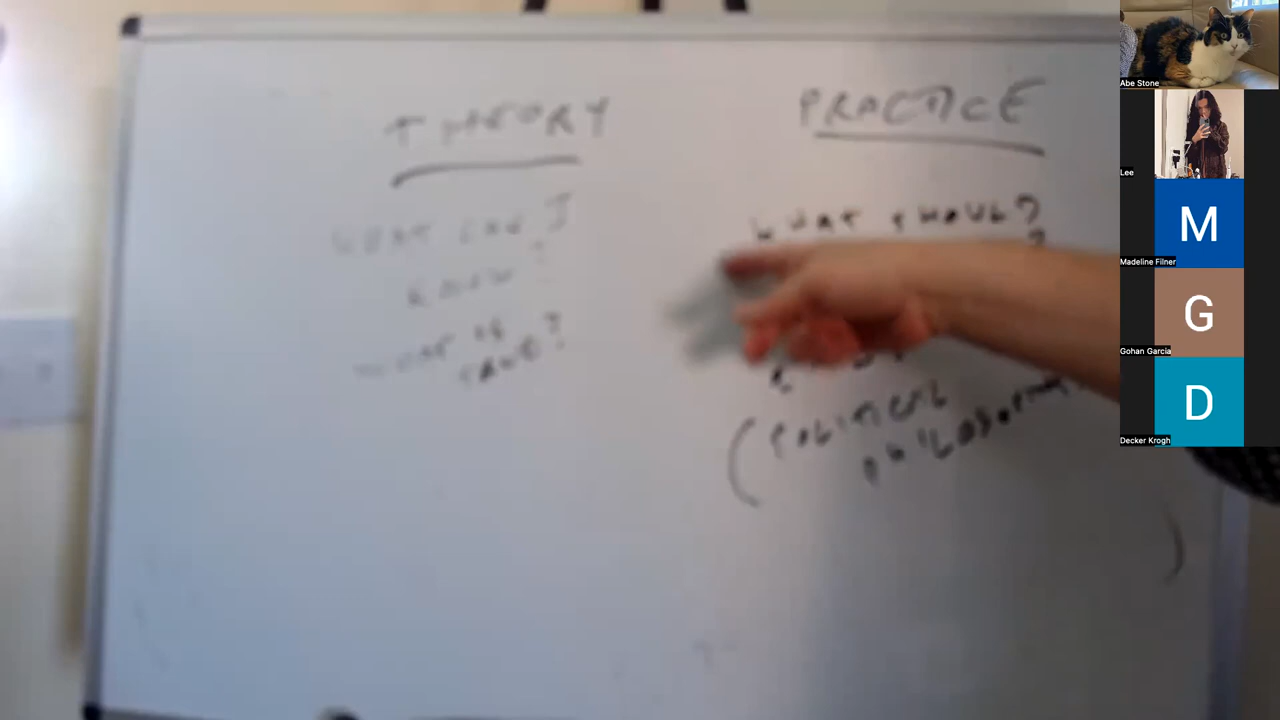 THEORY
WHAT CAN I
KNOW ?
WHAT IS
PRACTICE
WHAT SHOULD
?
(POLITICAL
PHILOSOPHY
)
Abe Stone
Lee
M
Madeline Filner
G
Gohan Garcia
D
Decker Krogh